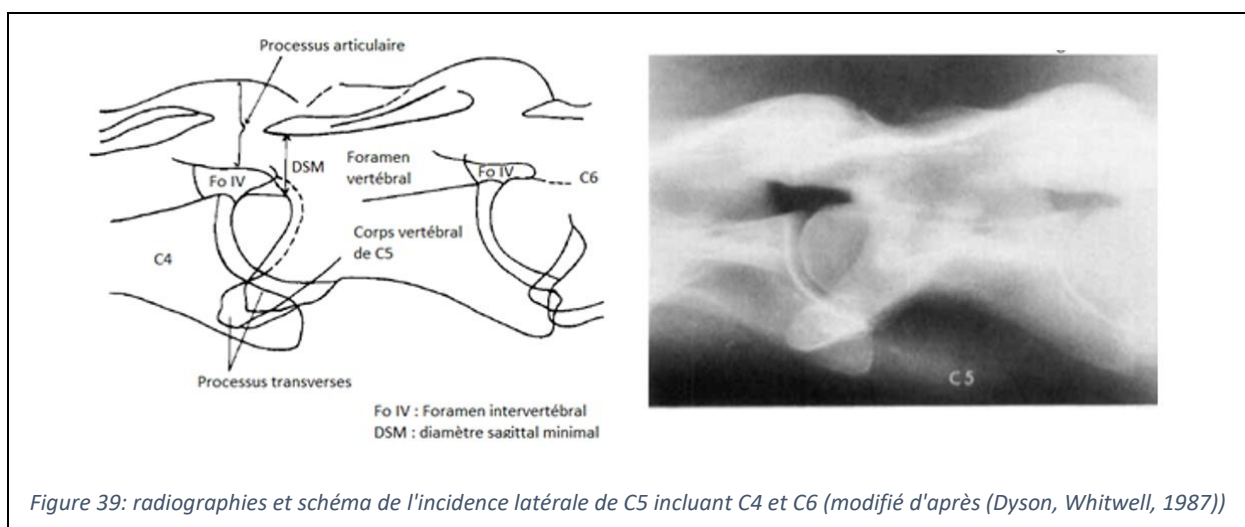 Processus articulaire
DSM
Foramen
vertébral
Fo IV
Fo IV
C6
Corps vertébral
de C5
C4
Processus transverses
Fo IV : Foramen intervertébral
DSM : diamètre sagittal minimal
C 5
Figure 39: radiographies et schéma de l'incidence latérale de C5 incluant C4 et C6 (modifié d'après (Dyson, Whitwell, 1987))